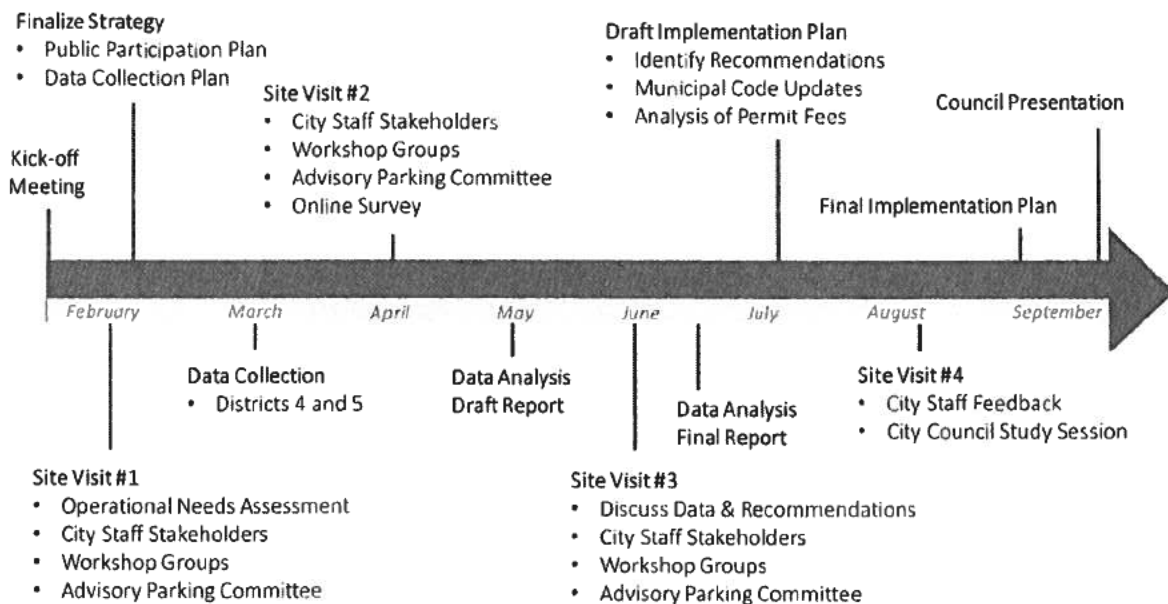 Finalize Strategy
• Public Participation Plan
• Data Collection Plan
Kick-off
Meeting
Site Visit #2
• City Staff Stakeholders
• Workshop Groups
• Advisory Parking Committee
• Online Survey
Draft Implementation Plan
• Identify Recommendations
• Municipal Code Updates
• Analysis of Permit Fees
Council Presentation
Final Implementation Plan
February March April May June July August September
Data Collection
• Districts 4 and 5
Data Analysis
Draft Report
Data Analysis
Final Report
Site Visit #4
• City Staff Feedback
• City Council Study Session
Site Visit #1
• Operational Needs Assessment
• City Staff Stakeholders
• Workshop Groups
• Advisory Parking Committee
Site Visit #3
• Discuss Data & Recommendations
• City Staff Stakeholders
• Workshop Groups
• Advisory Parking Committee